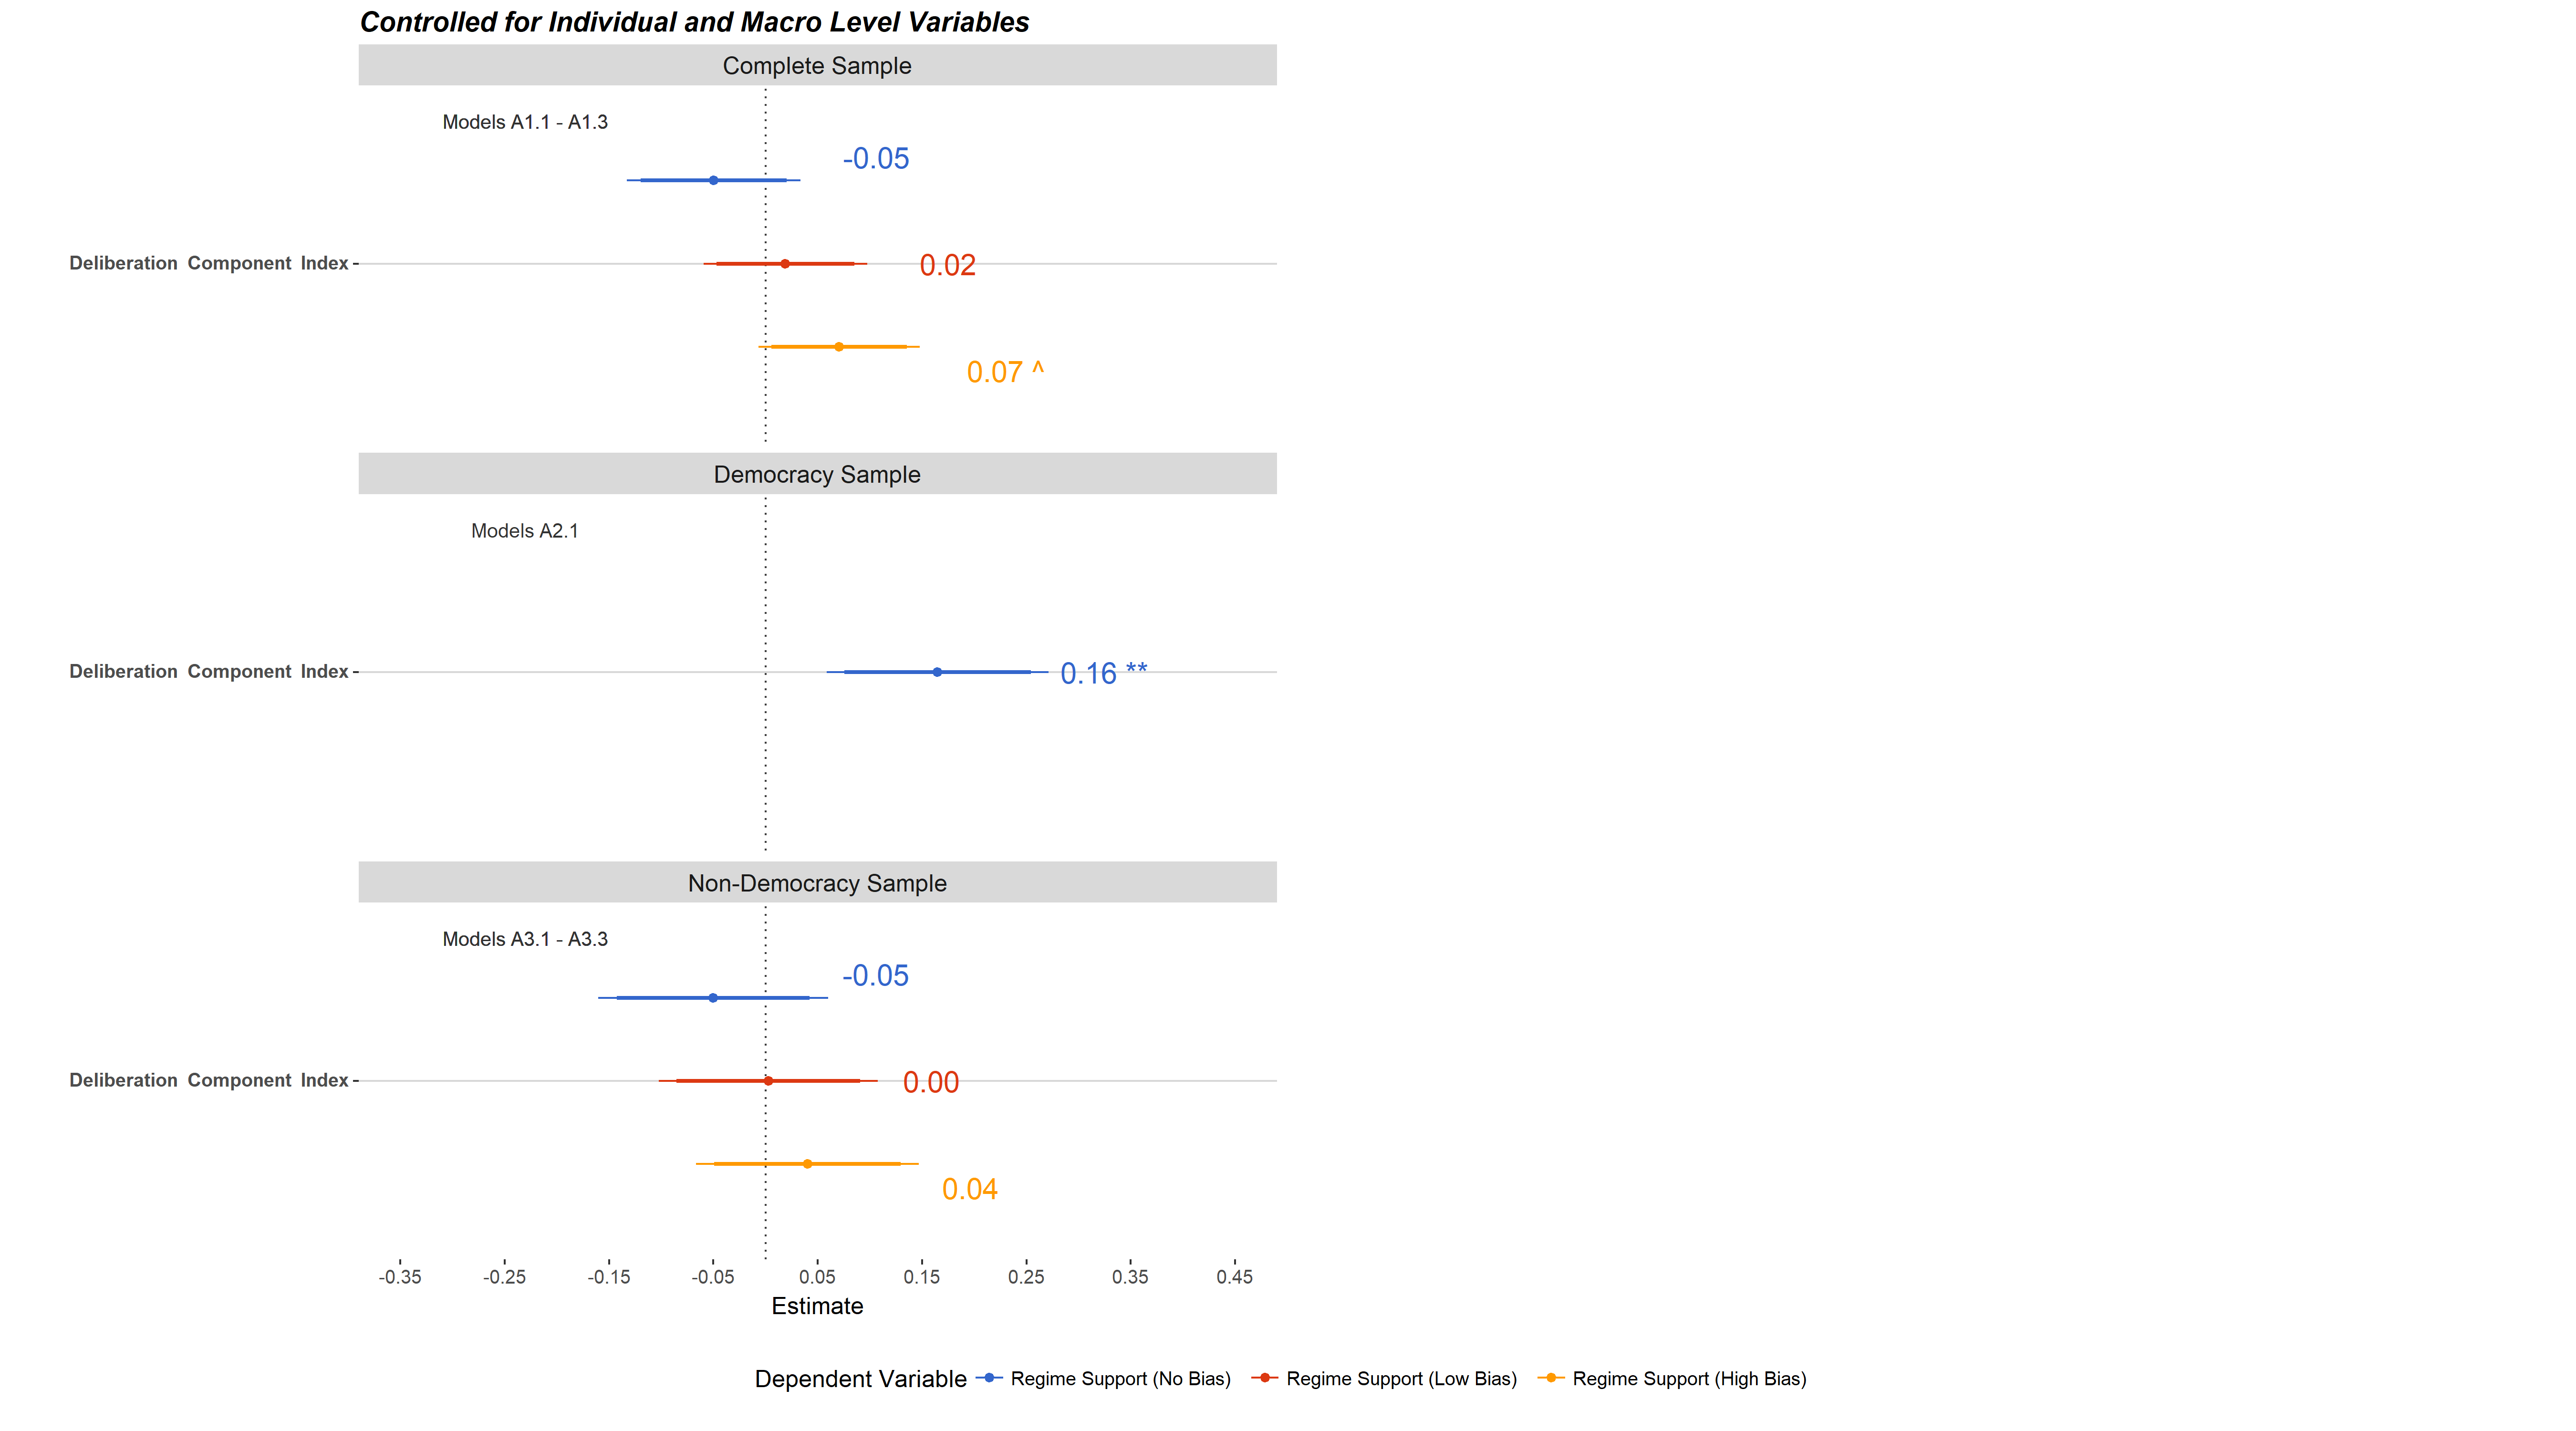 Controlled for Individual and Macro Level Variables
Complete Sample
Models A1.1 - A1.3
-0.05
Deliberation Component Index
0.02
0.07 ^
Democracy Sample
Models A2.1
Deliberation Component Index
0.16 **
Non-Democracy Sample
Models A3.1 - A3.3
-0.05
Deliberation Component Index
0.00
0.04
-0.35 -0.25 -0.15 -0.05 0.05 0.15 0.25 0.35 0.45
Estimate
Dependent Variable Regime Support (No Bias) Regime Support (Low Bias) Regime Support (High Bias)